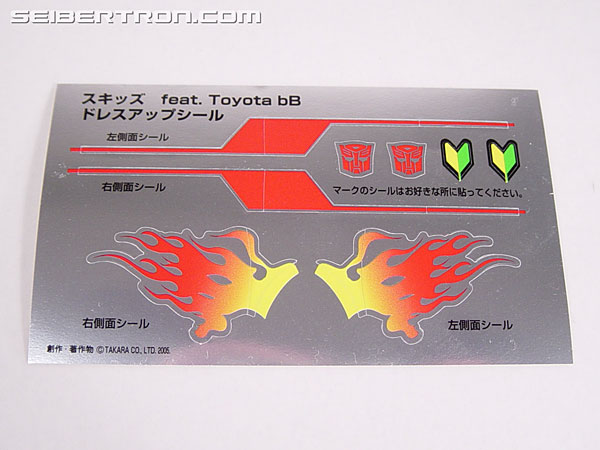 SEIBERTRON.COM
スキッズ feat. Toyota bB
ドレスアップシール
左側面シール
右側面シール
マークのシールはお好きな所に貼ってください。
右側面シール
左側面シール
創作・著作物 ©TAKARA CO., LTD. 2005.